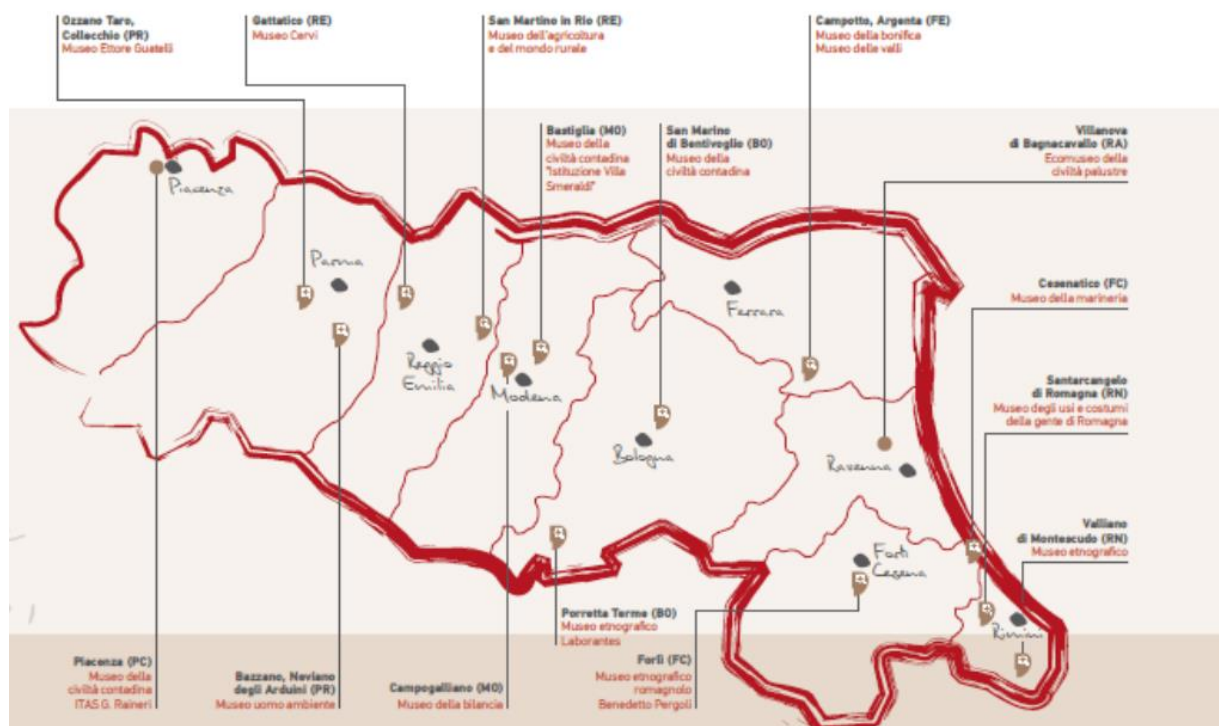 Ozzano Taro,
Collecchio (PR)
Museo Ettore Guatelli
Gattatico (RE)
Museo Cervi
San Martino in Rio (RE)
Museo dell'agricoltura
e del mondo rurale
Campotto, Argenta (FE)
Museo della bonifica
Museo delle valli
Bastiglia (MO)
Museo della
civiltà contadina
"Istituzione Villa
Smeraldi"
San Marino
di Bentivoglio (BO)
Museo della
civiltà contadina
Villanova
di Bagnacavallo (RA)
Ecomuseo della
civiltà palustre
Piacenza
Parma
Reggio
Emilia
Modena
Bologna
Ferrara
Ravenna
Forlì
Cesena
Rimini
Cesenatico (FC)
Museo della marineria
Santarcangelo
di Romagna (RN)
Museo degli usi e costumi
della gente di Romagna
Valliano
di Montescudo (RN)
Museo etnografico
Piacenza (PC)
Museo della
civiltà contadina
ITAS G. Raineri
Bazzano, Neviano
degli Arduini (PR)
Museo uomo ambiente
Campogalliano (MO)
Museo della bilancia
Porretta Terme (BO)
Museo etnografico
Laborantes
Forlì (FC)
Museo etnografico
romagnolo
Benedetto Pergoli